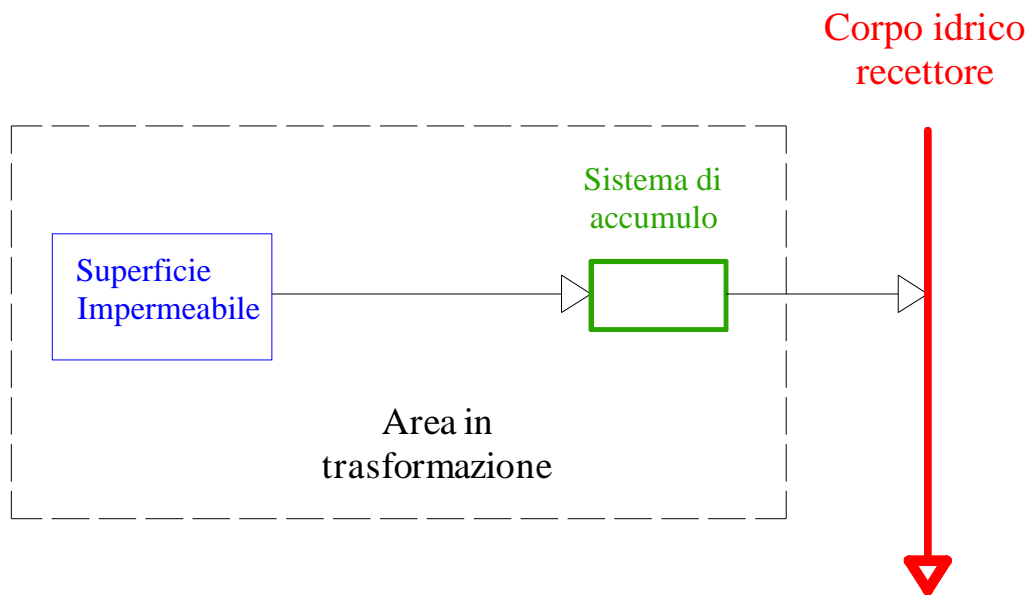 Corpo idrico
recettore
Sistema di
accumulo
Superficie
Impermeabile
Area in
trasformazione